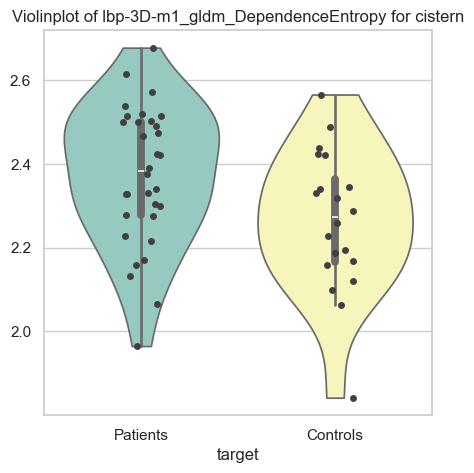 Violinplot of lbp-3D-m1_gldm_DependenceEntropy for cistern
2.6
2.4
2.2
2.0
Patients
Controls
target